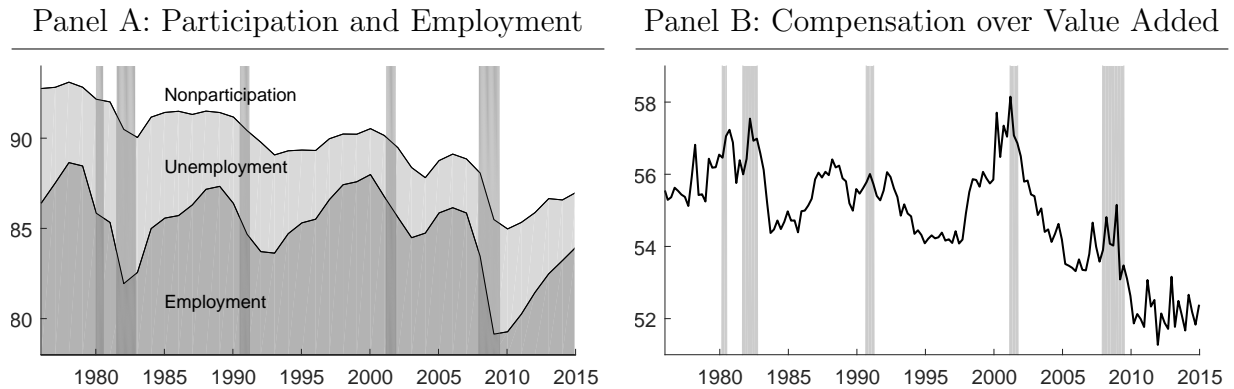 Panel A: Participation and Employment
Nonparticipation
Unemployment
Employment
90
85
80
1980 1985 1990 1995 2000 2005 2010 2015
Panel B: Compensation over Value Added
58
56
54
52
1980 1985 1990 1995 2000 2005 2010 2015